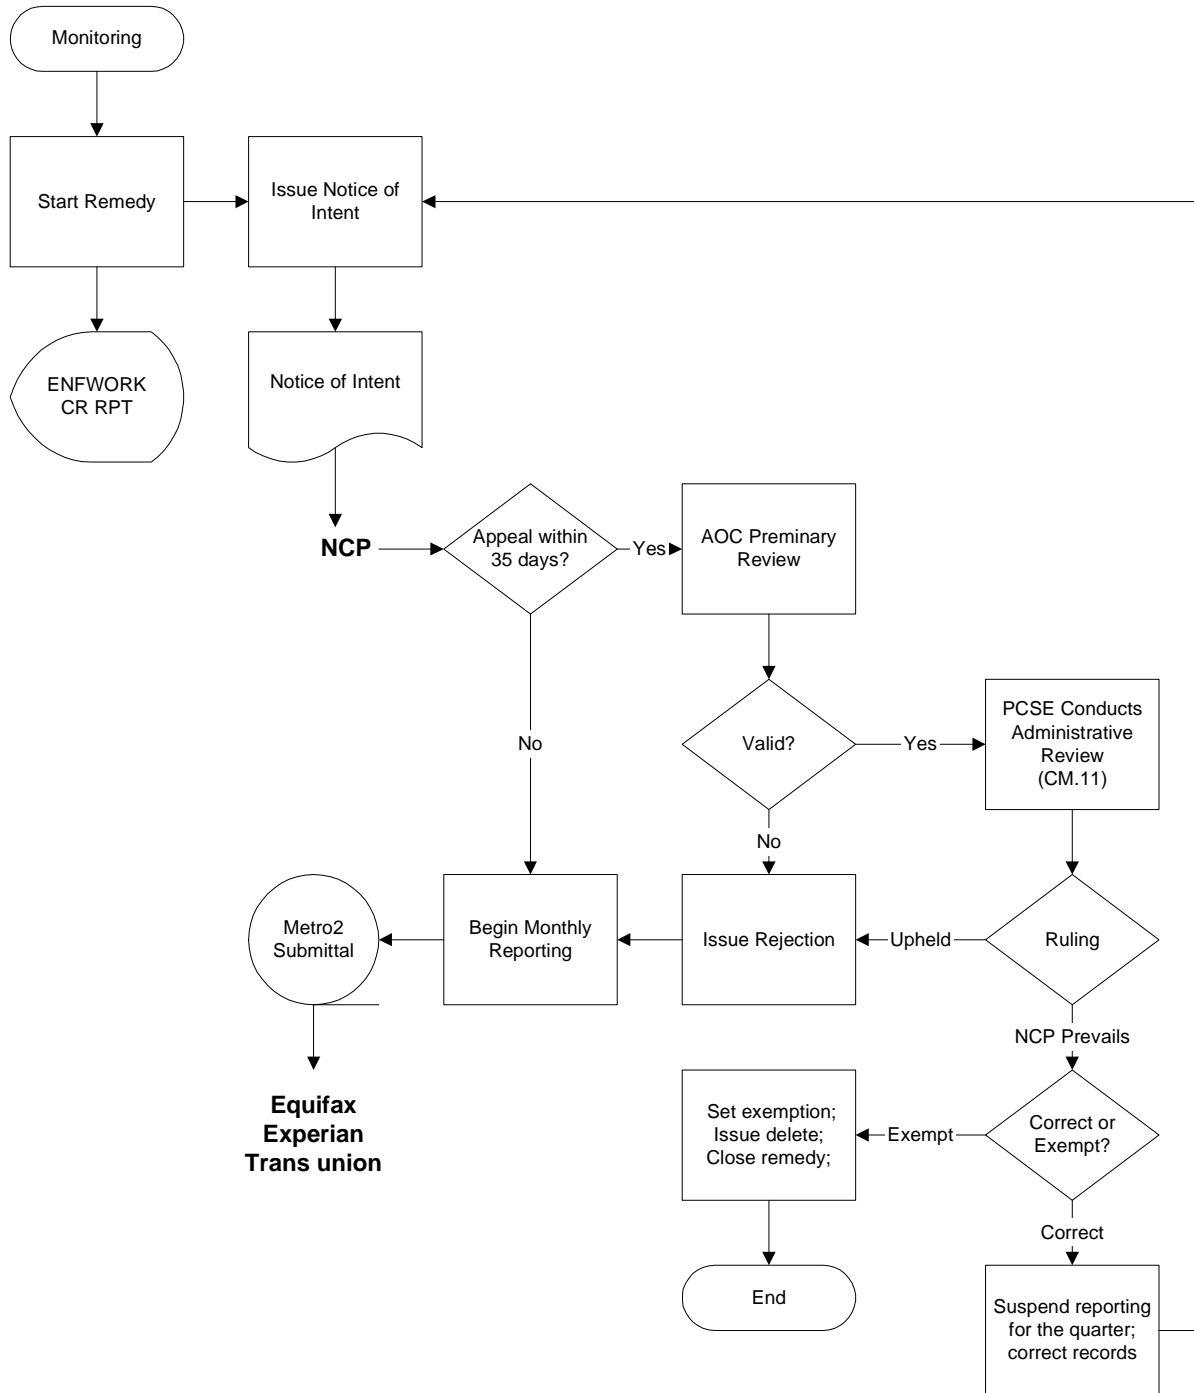 Monitoring
Start Remedy
Issue Notice of
Intent
ENFWORK
CR RPT
Notice of Intent
NCP
Appeal within
35 days?
Yes
AOC Preminary
Review
No
Valid?
Yes
PCSE Conducts
Administrative
Review
(CM.11)
No
Metro2
Submittal
Begin Monthly
Reporting
Issue Rejection
Upheld
Ruling
NCP Prevails
Equifax
Experian
Trans union
Set exemption;
Issue delete;
Close remedy;
Exempt
Correct or
Exempt?
Correct
End
Suspend reporting
for the quarter;
correct records